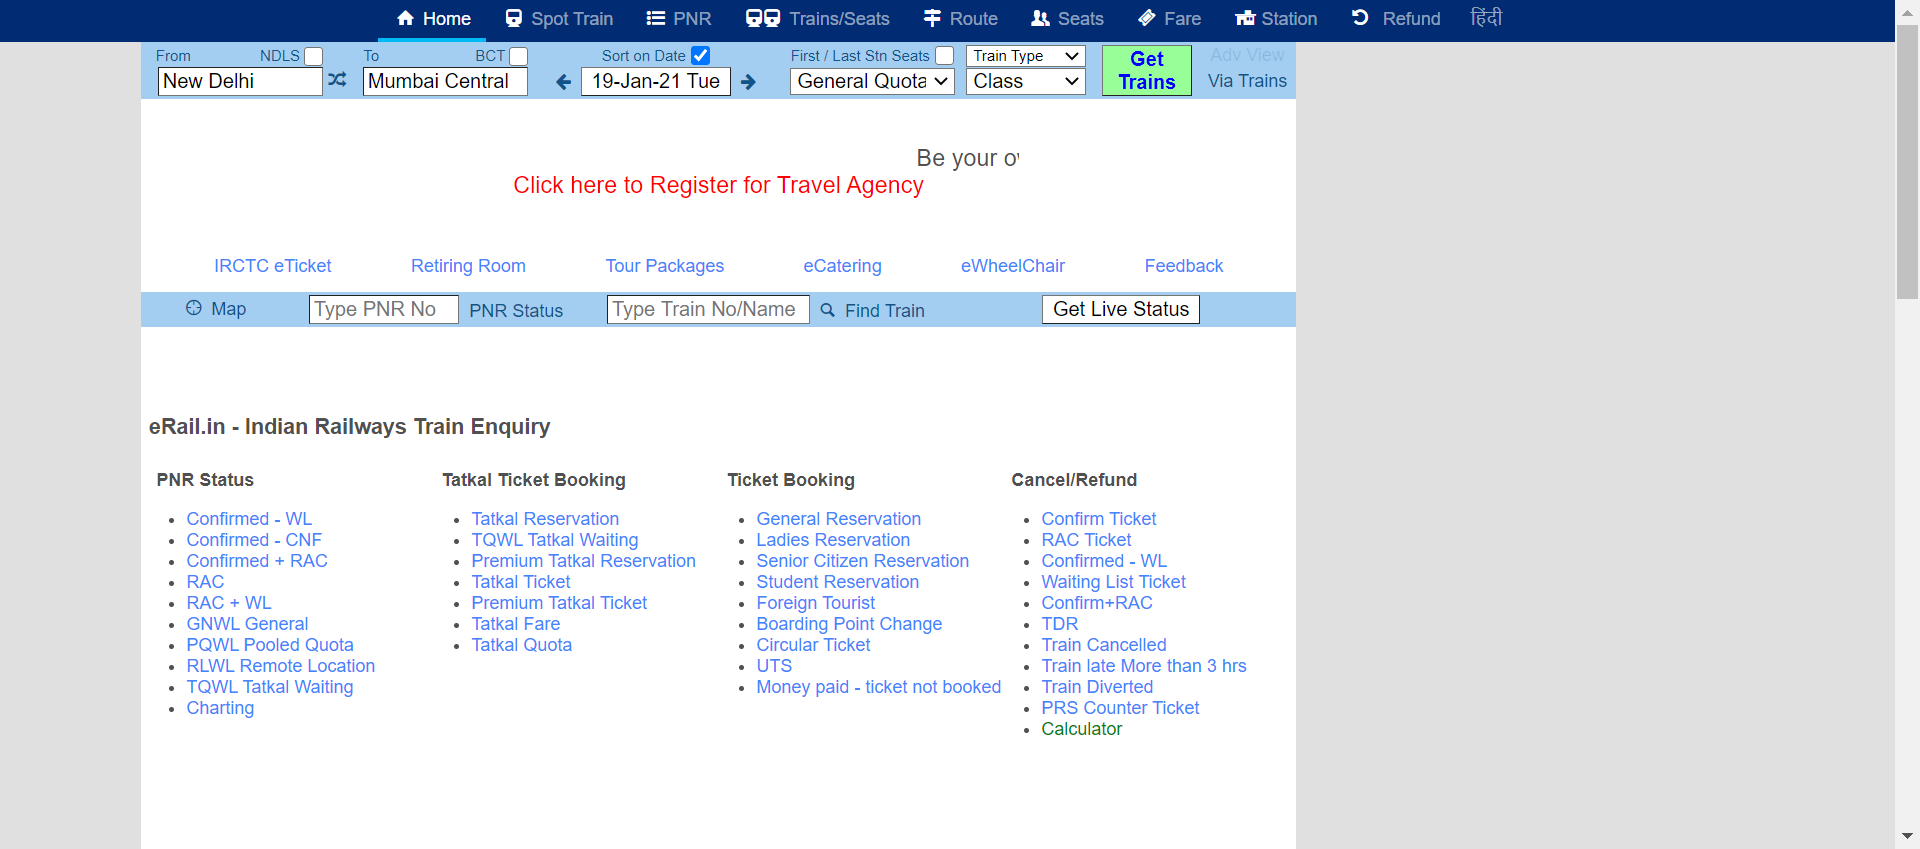 Home Spot Train PNR Trains/Seats Route Seats Fare Station Refund हिंदी
From NDLS To BCT Sort on Date First / Last Stn Seats Train Type Get Trains Adv View
New Delhi Mumbai Central 19-Jan-21 Tue General Quota Class Via Trains
Be your
Click here to Register for Travel Agency
IRCTC eTicket Retiring Room Tour Packages eCatering eWheelChair Feedback
Map Type PNR No PNR Status Type Train No/Name Find Train Get Live Status
eRail.in - Indian Railways Train Enquiry
PNR Status
Confirmed - WL
Confirmed - CNF
Confirmed + RAC
RAC
RAC + WL
GNWL General
PQWL Pooled Quota
RLWL Remote Location
TQWL Tatkal Waiting
Charting
Tatkal Ticket Booking
Tatkal Reservation
TQWL Tatkal Waiting
Premium Tatkal Reservation
Tatkal Ticket
Premium Tatkal Ticket
Tatkal Fare
Tatkal Quota
Ticket Booking
General Reservation
Ladies Reservation
Senior Citizen Reservation
Student Reservation
Foreign Tourist
Boarding Point Change
Circular Ticket
UTS
Money paid - ticket not booked
Cancel/Refund
Confirm Ticket
RAC Ticket
Confirmed - WL
Waiting List Ticket
Confirm+RAC
TDR
Train Cancelled
Train late More than 3 hrs
Train Diverted
PRS Counter Ticket
Calculator